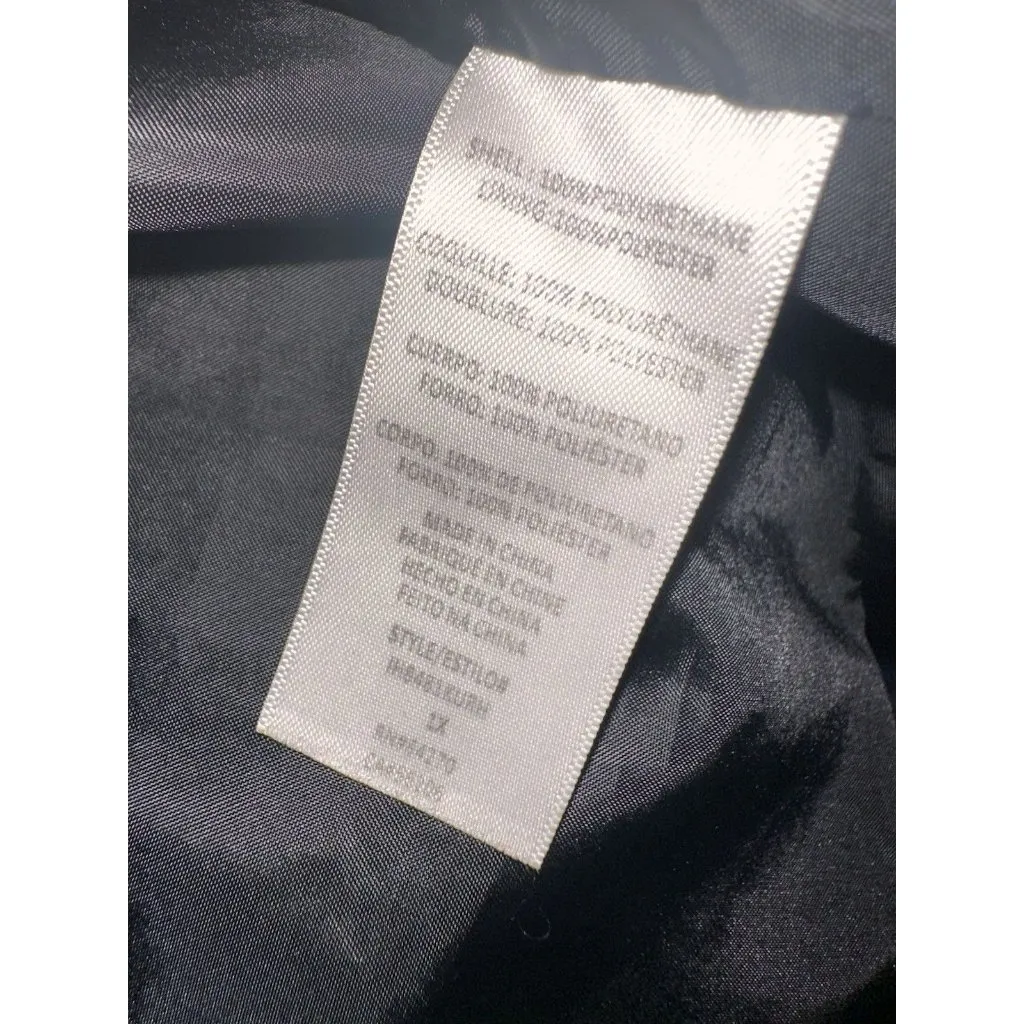 SHELL: 100%POLYURETHANE
LINING:100%POLYESTER
COQUILLE: 100% POLYURÉTHANE
DOUBLURE: 100% POLYESTER
CUERPO: 100% POLIURETANO
FORRO: 100% POLIÉSTER
CORPO: 100% DE POLIURETANO
FORRO: 100% POLIÉSTER
MADE IN CHINA
FABRIQUÉ EN CHINE
HECHO EN CHINA
FEITO NA CHINA
STYLE/ESTILO#
1X